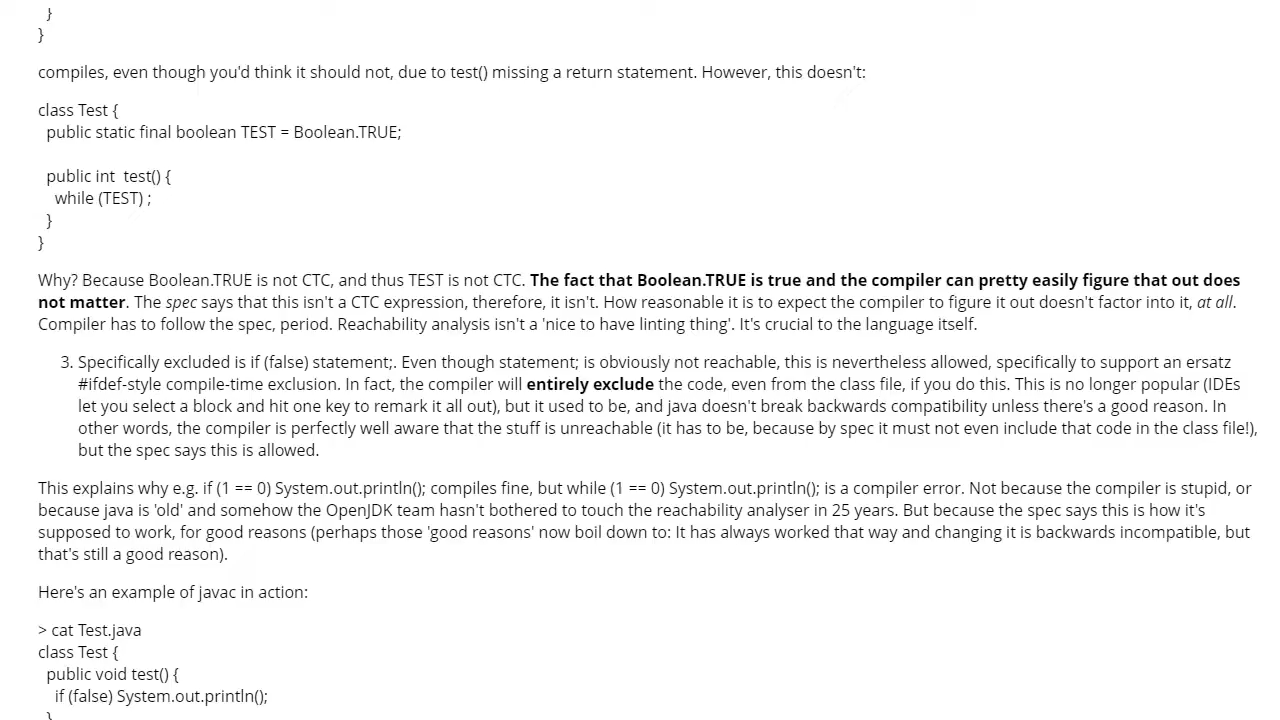 }
}
compiles, even though you'd think it should not, due to test() missing a return statement. However, this doesn't:
class Test {
public static final boolean TEST = Boolean.TRUE;
public int  test() {
while (TEST) ;
}
}
Why? Because Boolean.TRUE is not CTC, and thus TEST is not CTC. The fact that Boolean.TRUE is true and the compiler can pretty easily figure that out does
not matter. The spec says that this isn't a CTC expression, therefore, it isn't. How reasonable it is to expect the compiler to figure it out doesn't factor into it, at all.
Compiler has to follow the spec, period. Reachability analysis isn't a 'nice to have linting thing'. It's crucial to the language itself.
3. Specifically excluded is if (false) statement;. Even though statement; is obviously not reachable, this is nevertheless allowed, specifically to support an ersatz
#ifdef-style compile-time exclusion. In fact, the compiler will entirely exclude the code, even from the class file, if you do this. This is no longer popular (IDEs
let you select a block and hit one key to remark it all out), but it used to be, and java doesn't break backwards compatibility unless there's a good reason. In
other words, the compiler is perfectly well aware that the stuff is unreachable (it has to be, because by spec it must not even include that code in the class file!),
but the spec says this is allowed.
This explains why e.g. if (1 == 0) System.out.println(); compiles fine, but while (1 == 0) System.out.println(); is a compiler error. Not because the compiler is stupid, or
because java is 'old' and somehow the OpenJDK team hasn't bothered to touch the reachability analyser in 25 years. But because the spec says this is how it's
supposed to work, for good reasons (perhaps those 'good reasons' now boil down to: It has always worked that way and changing it is backwards incompatible, but
that's still a good reason).
Here's an example of javac in action:
> cat Test.java
class Test {
public void test() {
if (false) System.out.println();
}